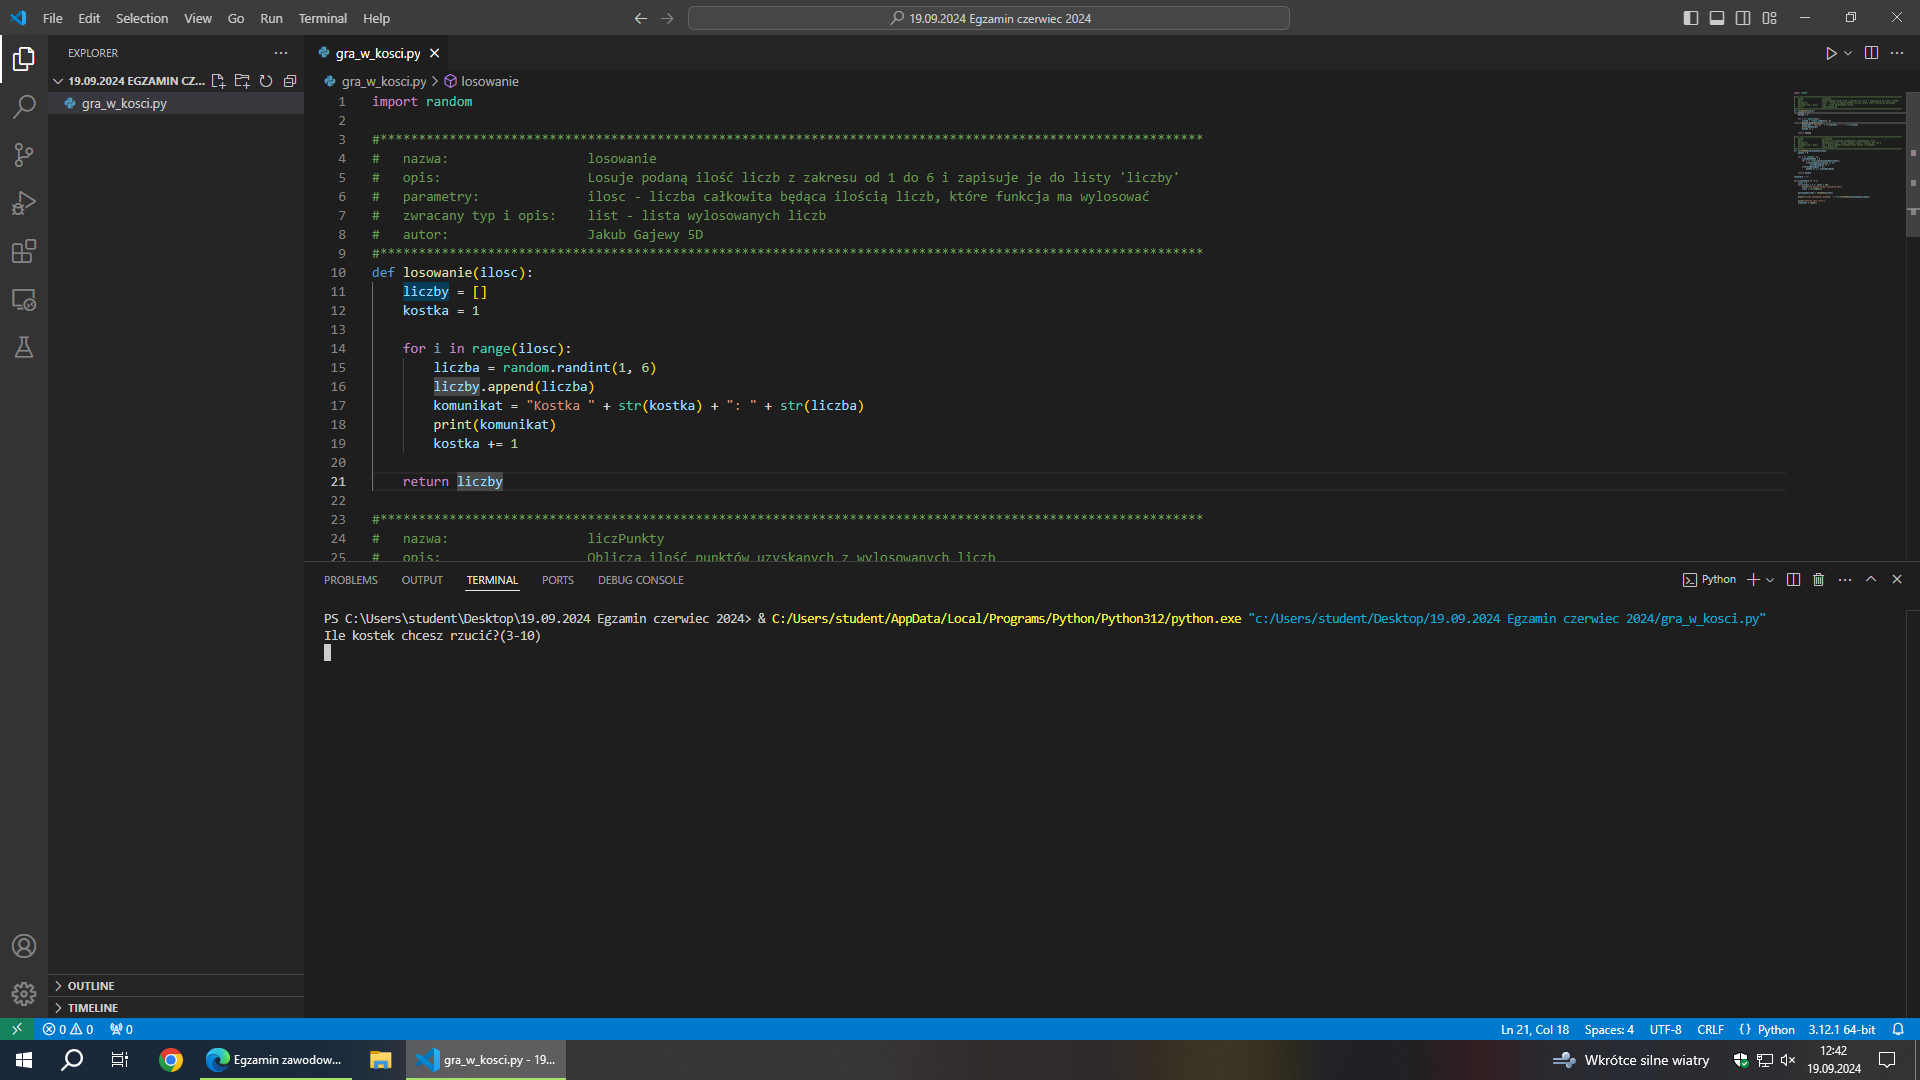 File Edit Selection View Go Run Terminal Help
19.09.2024 Egzamin czerwiec 2024
EXPLORER
19.09.2024 EGZAMIN CZ...
gra_w_kosci.py
OUTLINE
TIMELINE
gra_w_kosci.py
gra_w_kosci.py > losowanie
1 import random
2
3 #***********************************************************************************************************
4 #   nazwa:                  losowanie
5 #   opis:                   Losuje podaną ilość liczb z zakresu od 1 do 6 i zapisuje je do listy 'liczby'
6 #   parametry:              ilosc - liczba całkowita będąca ilością liczb, które funkcja ma wylosować
7 #   zwracany typ i opis:    list - lista wylosowanych liczb
8 #   autor:                  Jakub Gajewy 5D
9 #***********************************************************************************************************
10 def losowanie(ilosc):
11     liczby = []
12     kostka = 1
13
14     for i in range(ilosc):
15         liczba = random.randint(1, 6)
16         liczby.append(liczba)
17         komunikat = "Kostka " + str(kostka) + ": " + str(liczba)
18         print(komunikat)
19         kostka += 1
20
21     return liczby
22
23 #***********************************************************************************************************
24 #   nazwa:                  liczPunkty
25 #   opis:                   Oblicza ilość punktów uzyskanych z wylosowanych liczb
PROBLEMS OUTPUT TERMINAL PORTS DEBUG CONSOLE
Python
PS C:\Users\student\Desktop\19.09.2024 Egzamin czerwiec 2024> & C:/Users/student/AppData/Local/Programs/Python/Python312/python.exe "c:/Users/student/Desktop/19.09.2024 Egzamin czerwiec 2024/gra_w_kosci.py"
Ile kostek chcesz rzucić?(3-10)
0 0 0
Ln 21, Col 18 Spaces: 4 UTF-8 CRLF {} Python 3.12.1 64-bit
Egzamin zawodow...
gra_w_kosci.py - 19...
Wkrótce silne wiatry
12:42
19.09.2024